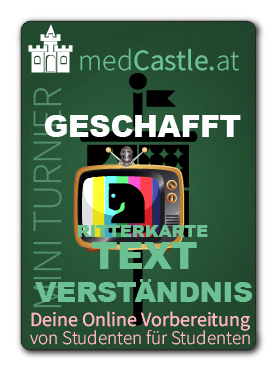 medCastle.at
MINI TURNIER
GESCHAFFT
RITTERKARTE
TEXT
VERSTÄNDNIS
Deine Online Vorbereitung
von Studenten für Studenten